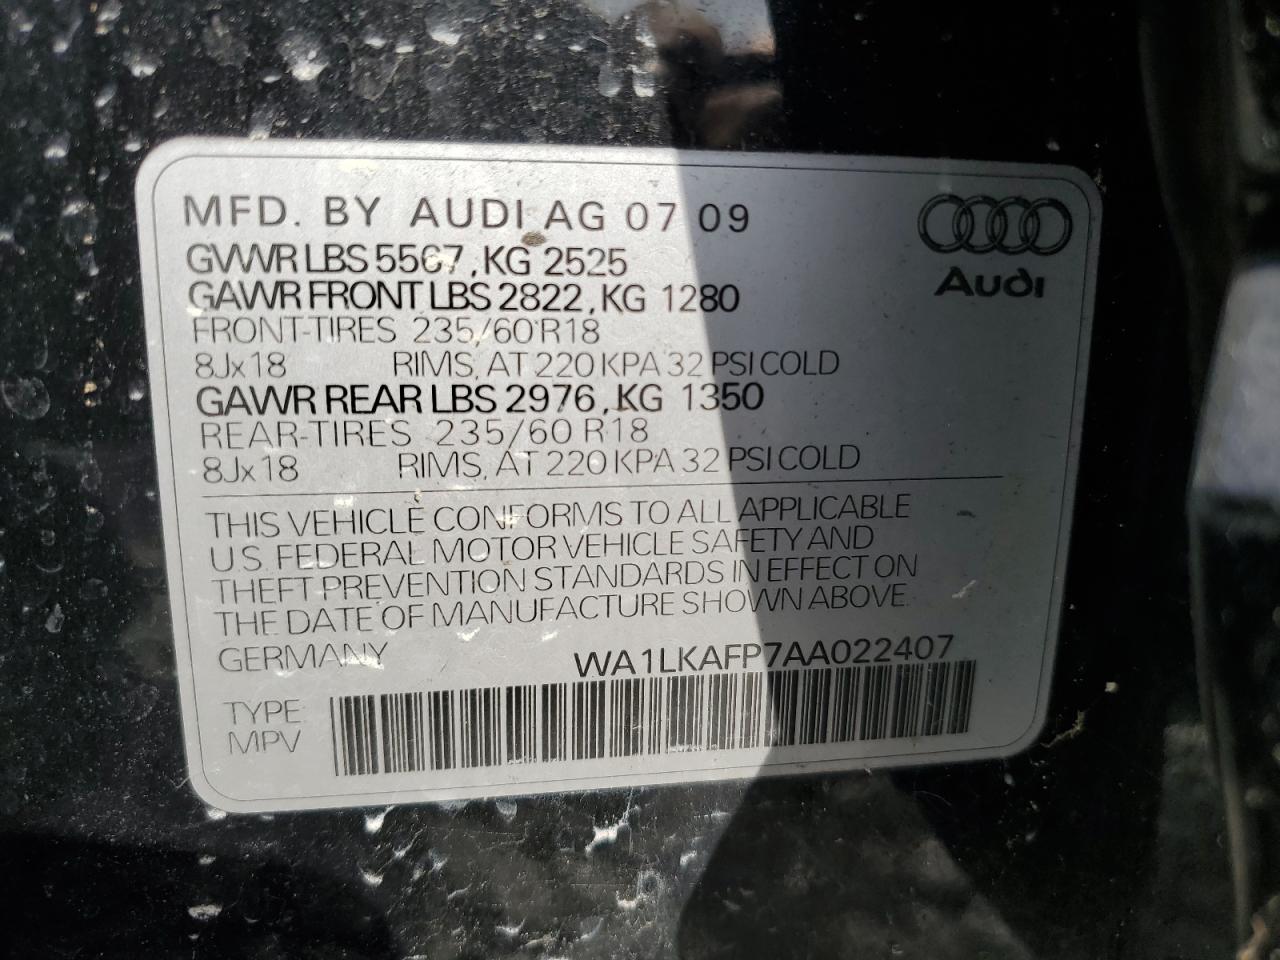 MFD. BY AUDI AG 07 09
Audi
GVWR LBS 5567, KG 2525
GAWR FRONT LBS 2822, KG 1280
FRONT-TIRES 235/60 R18
8Jx18 RIMS, AT 220 KPA 32 PSI COLD
GAWR REAR LBS 2976, KG 1350
REAR-TIRES 235/60 R18
8Jx18 RIMS, AT 220 KPA 32 PSI COLD
THIS VEHICLE CONFORMS TO ALL APPLICABLE
U.S. FEDERAL MOTOR VEHICLE SAFETY AND
THEFT PREVENTION STANDARDS IN EFFECT ON
THE DATE OF MANUFACTURE SHOWN ABOVE.
GERMANY WA1LKAFP7AA022407
TYPE
MPV